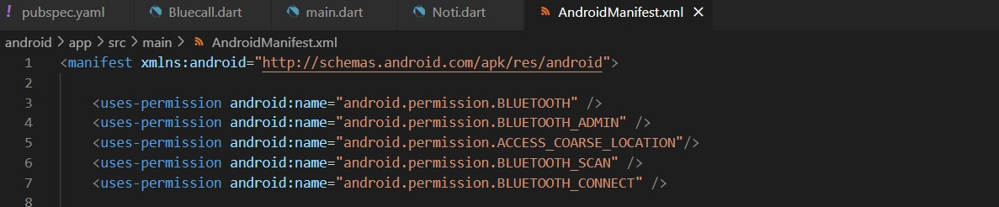 ! pubspec.yaml Bluecall.dart main.dart Noti.dart AndroidManifest.xml ×
android > app > src > main > AndroidManifest.xml
1 <manifest xmlns:android="http://schemas.android.com/apk/res/android">
2
3 <uses-permission android:name="android.permission.BLUETOOTH" />
4 <uses-permission android:name="android.permission.BLUETOOTH_ADMIN" />
5 <uses-permission android:name="android.permission.ACCESS_COARSE_LOCATION"/>
6 <uses-permission android:name="android.permission.BLUETOOTH_SCAN" />
7 <uses-permission android:name="android.permission.BLUETOOTH_CONNECT" />
8